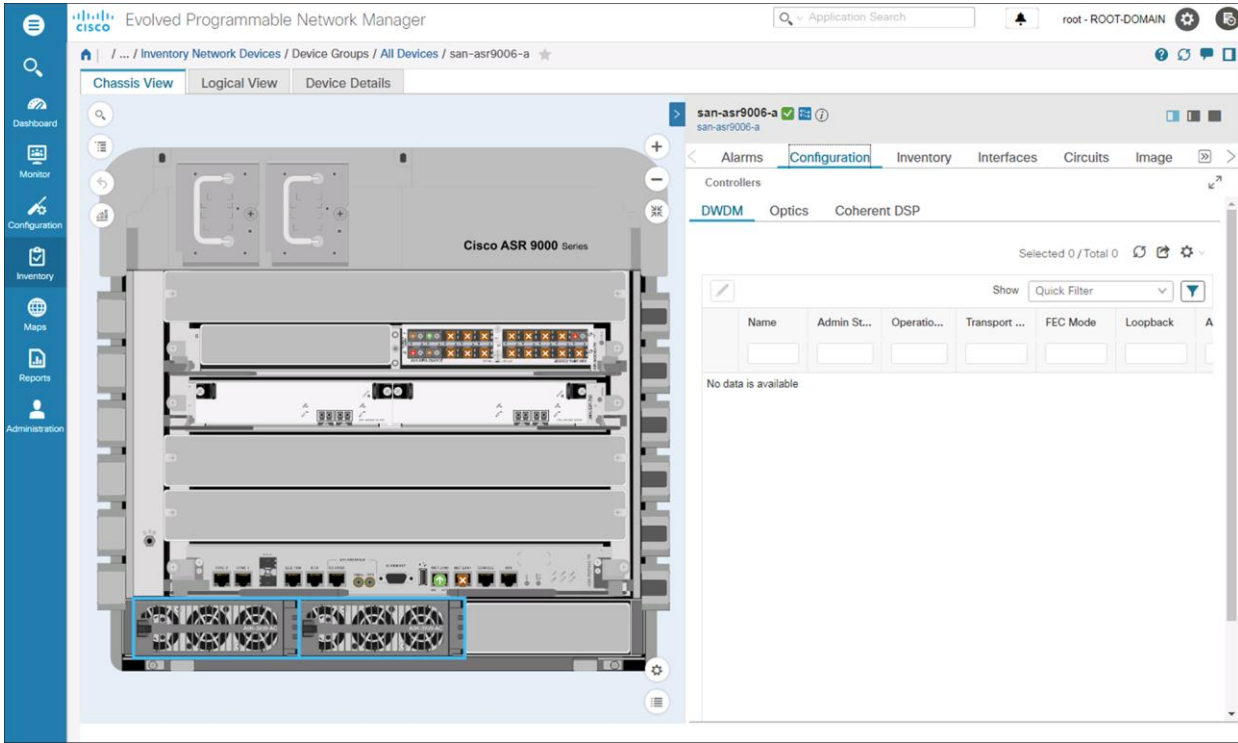 cisco Evolved Programmable Network Manager
Application Search
root - ROOT-DOMAIN
/ ... / Inventory Network Devices / Device Groups / All Devices / san-asr9006-a
Chassis View Logical View Device Details
Dashboard
Monitor
Configuration
Inventory
Maps
Reports
Administration
Cisco ASR 9000 Series
san-asr9006-a
san-asr9006-a
Alarms Configuration Inventory Interfaces Circuits Image
Controllers
DWDM Optics Coherent DSP
Selected 0 / Total 0
Show Quick Filter
Name Admin St... Operatio... Transport ... FEC Mode Loopback A
No data is available